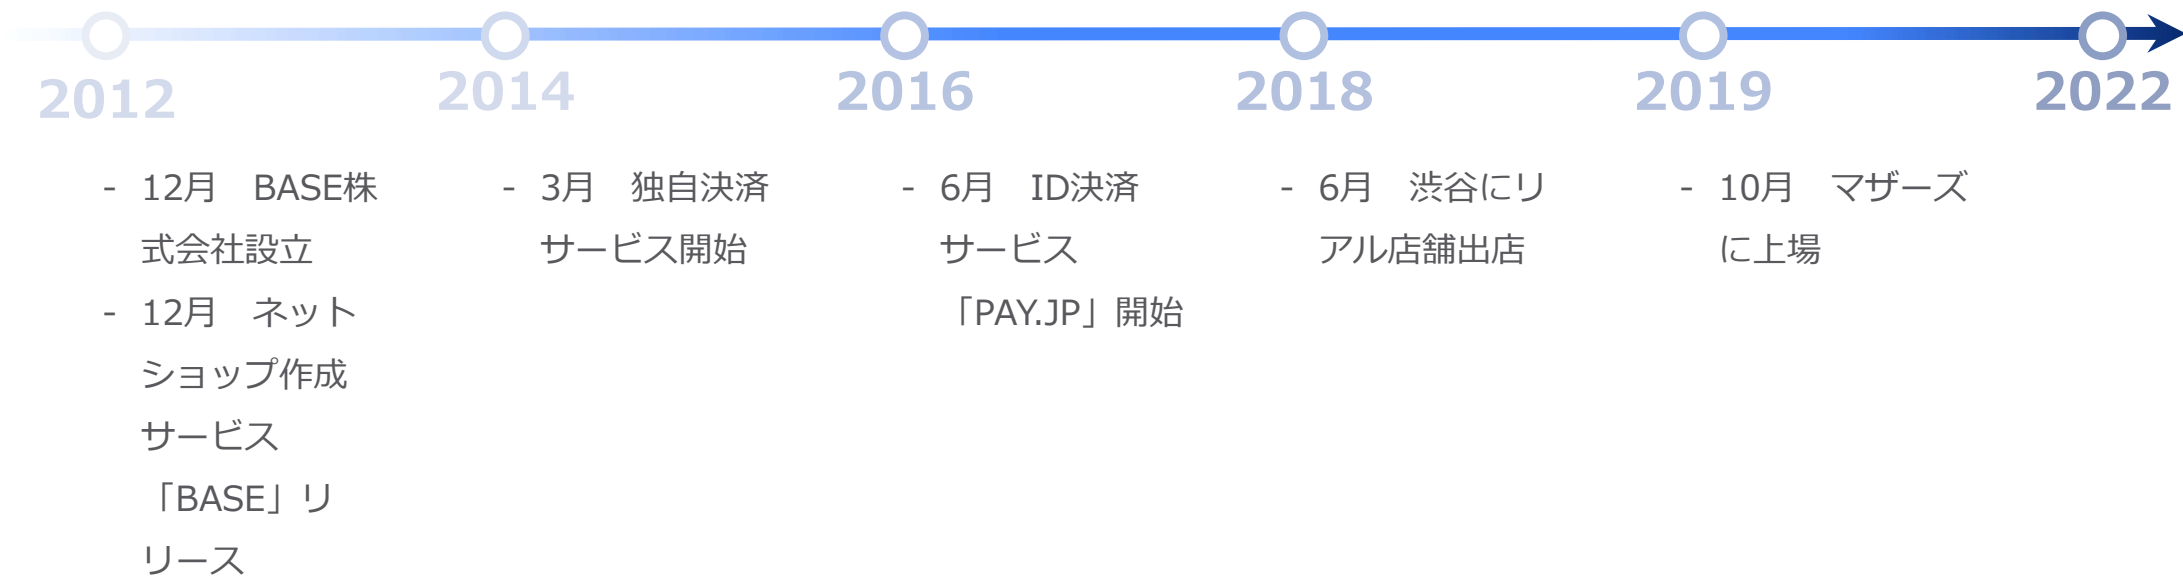 2012
2014
2016
2018
2019
2022
- 12月　BASE株
式会社設立
- 12月　ネット
ショップ作成
サービス
「BASE」リ
リース
- 3月　独自決済
サービス開始
- 6月　ID決済
サービス
「PAY.JP」開始
- 6月　渋谷にリ
アル店舗出店
- 10月　マザーズ
に上場